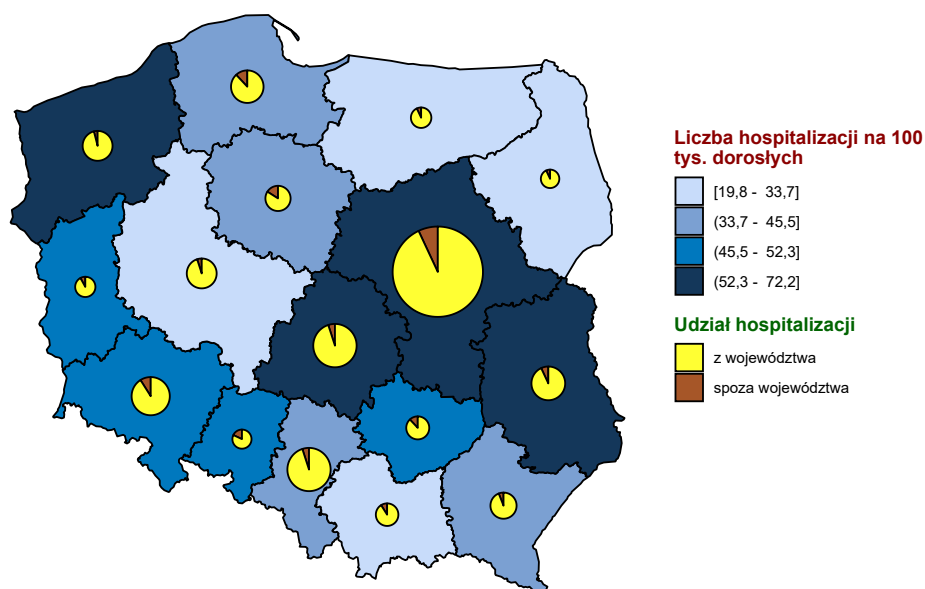 Liczba hospitalizacji na 100
tys. dorosłych
[19,8 - 33,7]
(33,7 - 45,5]
(45,5 - 52,3]
(52,3 - 72,2]
Udział hospitalizacji
z województwa
spoza województwa